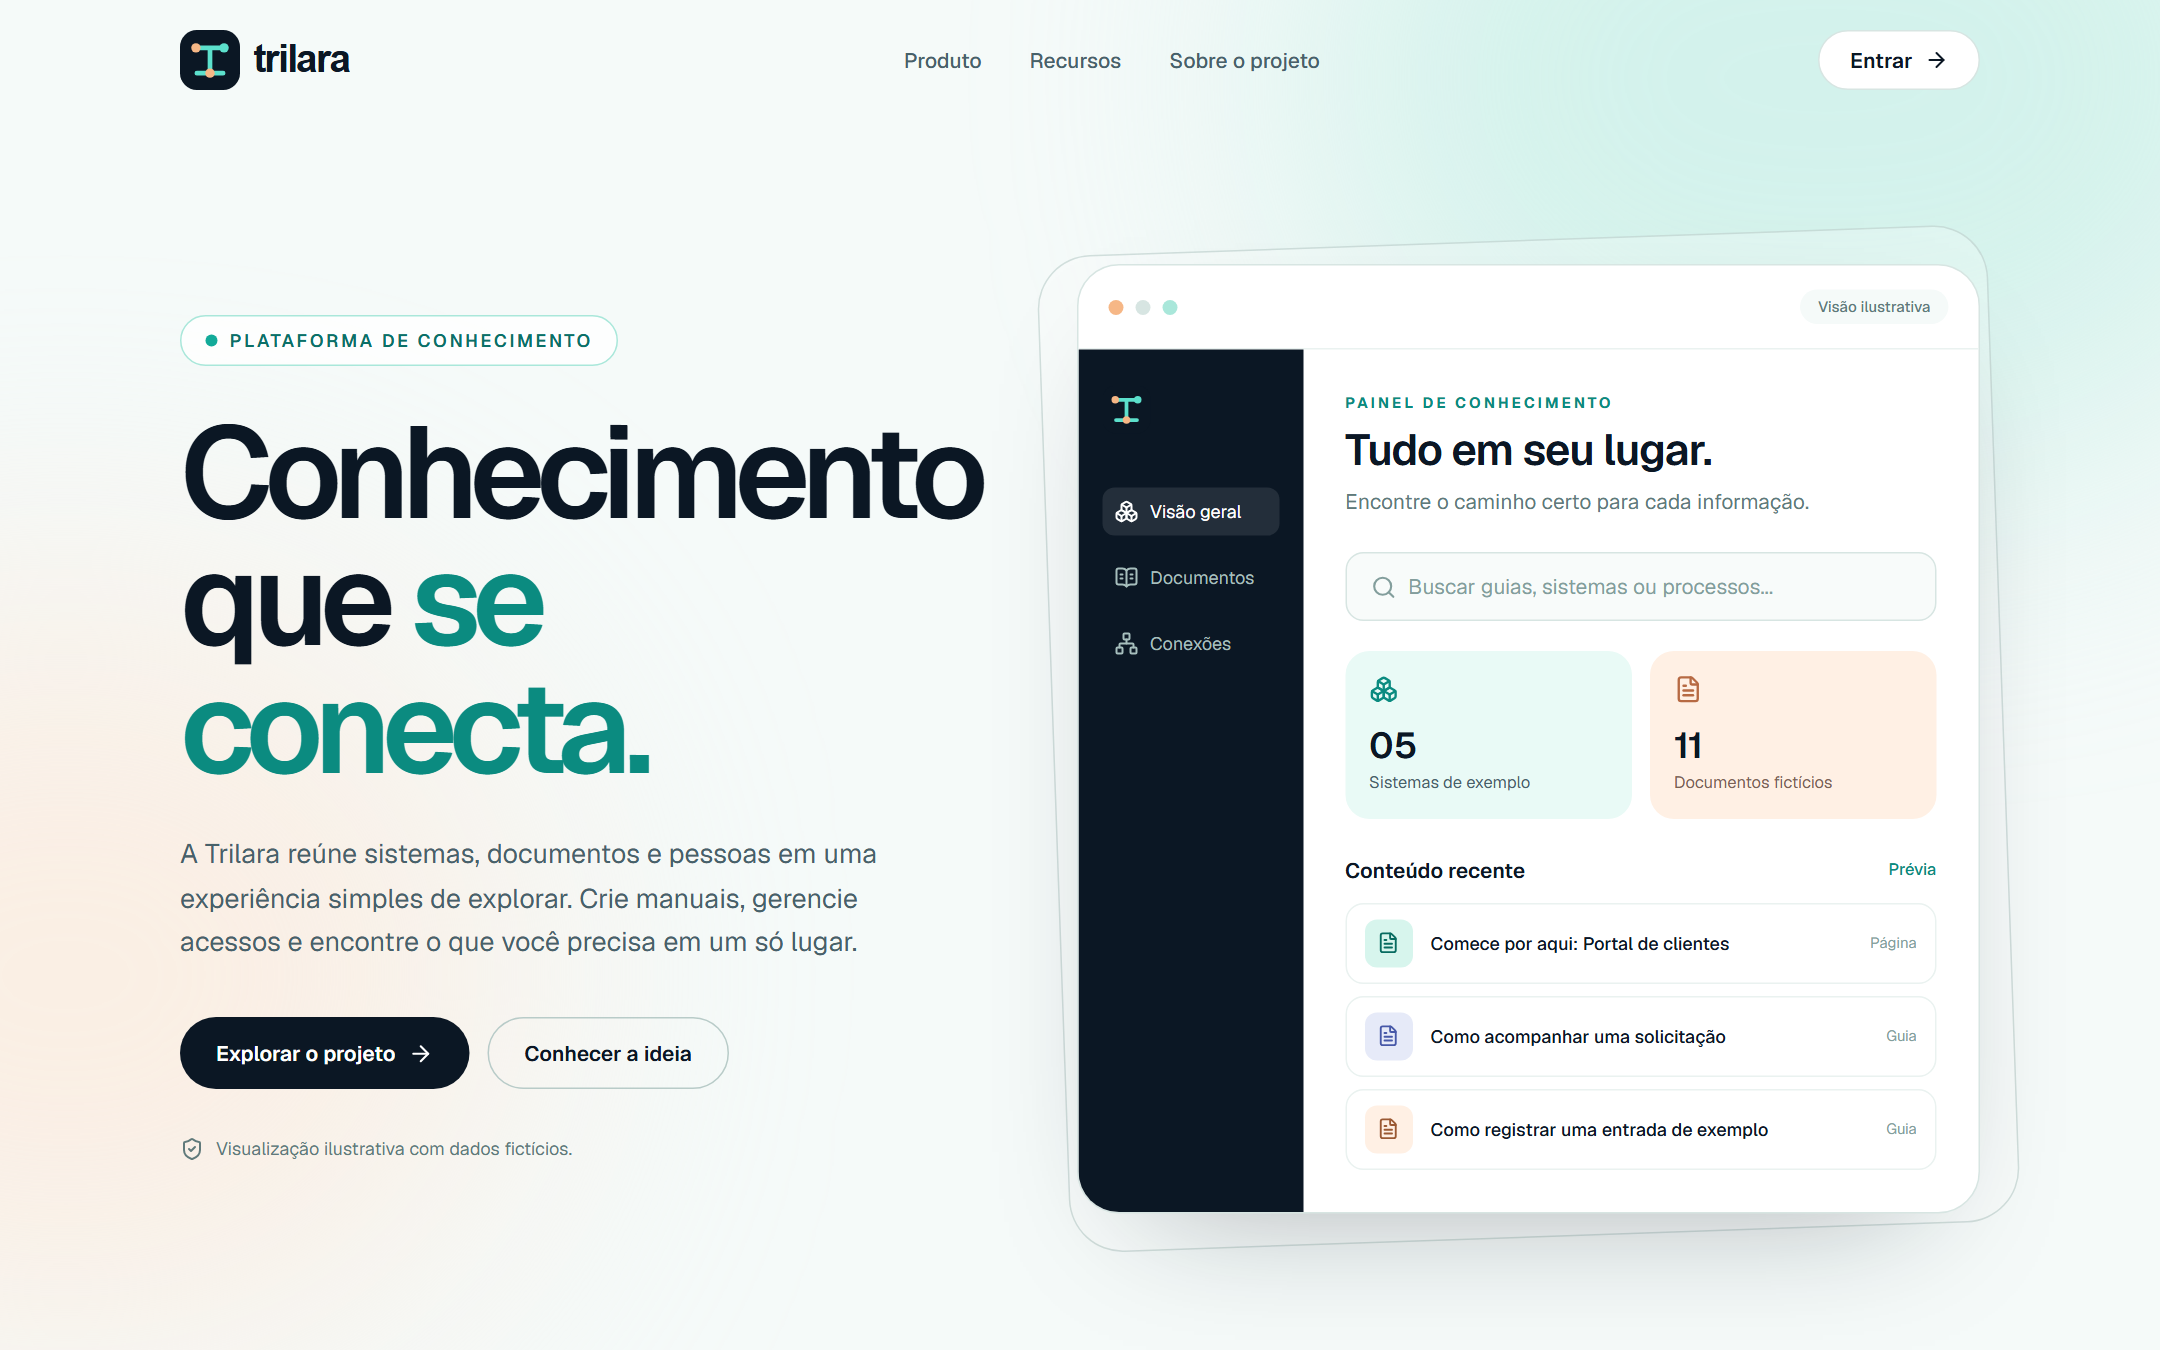 trilara
Produto
Recursos
Sobre o projeto
Entrar
PLATAFORMA DE CONHECIMENTO
Conhecimento
que se
conecta.
A Trilara reúne sistemas, documentos e pessoas em uma
experiência simples de explorar. Crie manuais, gerencie
acessos e encontre o que você precisa em um só lugar.
Explorar o projeto
Conhecer a ideia
Visualização ilustrativa com dados fictícios.
Visão ilustrativa
Visão geral
Documentos
Conexões
PAINEL DE CONHECIMENTO
Tudo em seu lugar.
Encontre o caminho certo para cada informação.
Buscar guias, sistemas ou processos...
05
Sistemas de exemplo
11
Documentos fictícios
Conteúdo recente
Prévia
Comece por aqui: Portal de clientes
Página
Como acompanhar uma solicitação
Guia
Como registrar uma entrada de exemplo
Guia